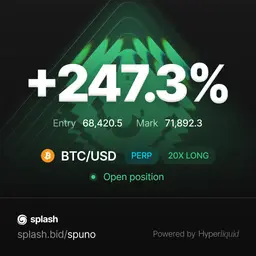 +247.3%
Entry 68,420.5 Mark 71,892.3
BTC/USD PERP 20X LONG
Open position
splash
splash.bid/spuno
Powered by Hyperliquid